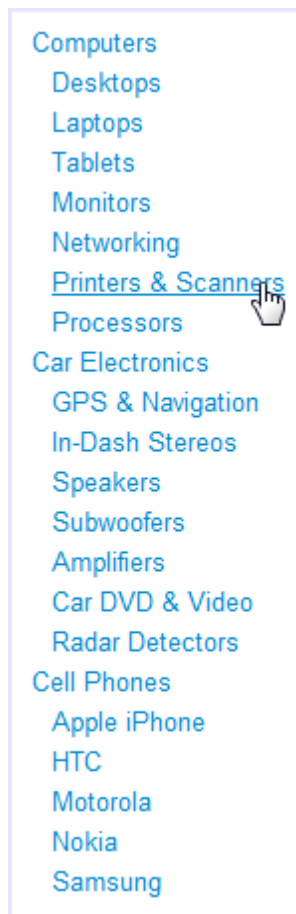 Computers
Desktops
Laptops
Tablets
Monitors
Networking
Printers & Scanners
Processors
Car Electronics
GPS & Navigation
In-Dash Stereos
Speakers
Subwoofers
Amplifiers
Car DVD & Video
Radar Detectors
Cell Phones
Apple iPhone
HTC
Motorola
Nokia
Samsung